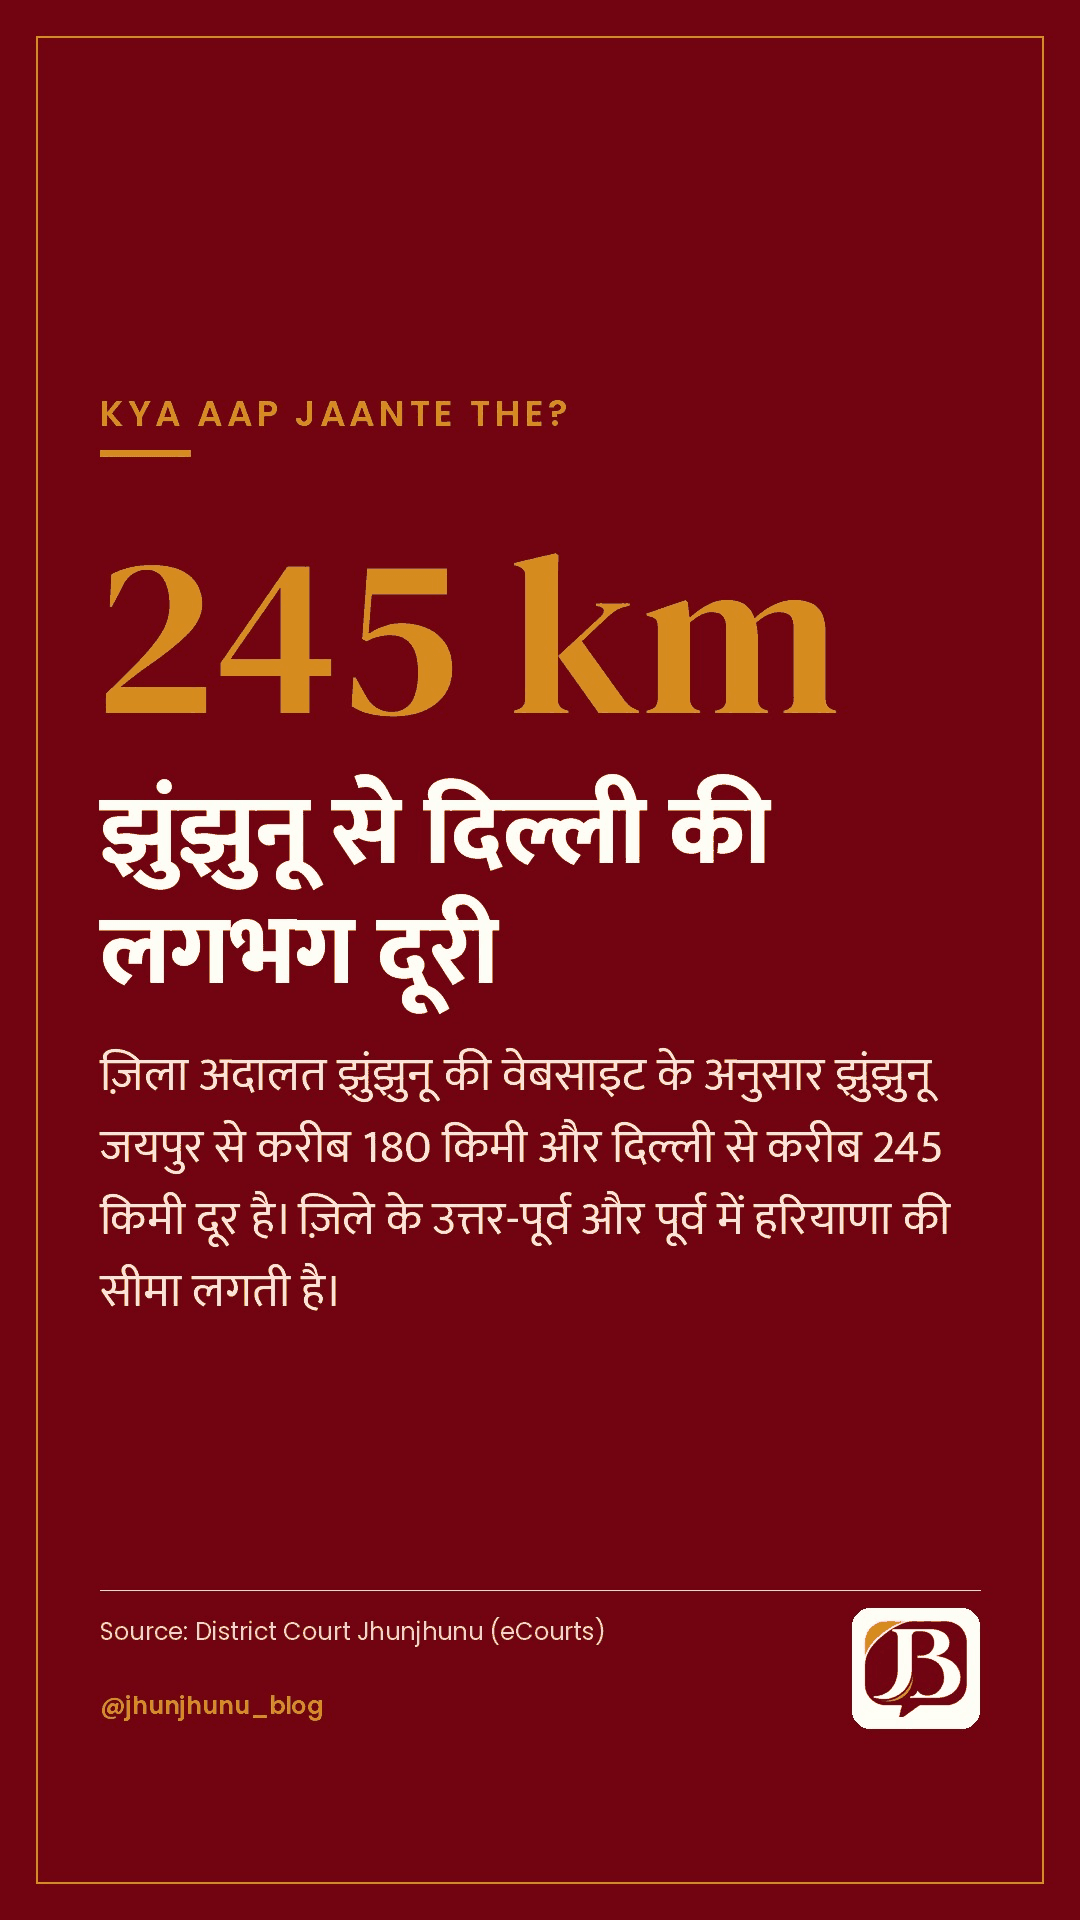 KYA AAP JAANTE THE?
245 km
झुंझुनू से दिल्ली की
लगभग दूरी
ज़िला अदालत झुंझुनू की वेबसाइट के अनुसार झुंझुनू
जयपुर से करीब 180 किमी और दिल्ली से करीब 245
किमी दूर है। ज़िले के उत्तर-पूर्व और पूर्व में हरियाणा की
सीमा लगती है।
Source: District Court Jhunjhunu (eCourts)
@jhunjhunu_blog
JB